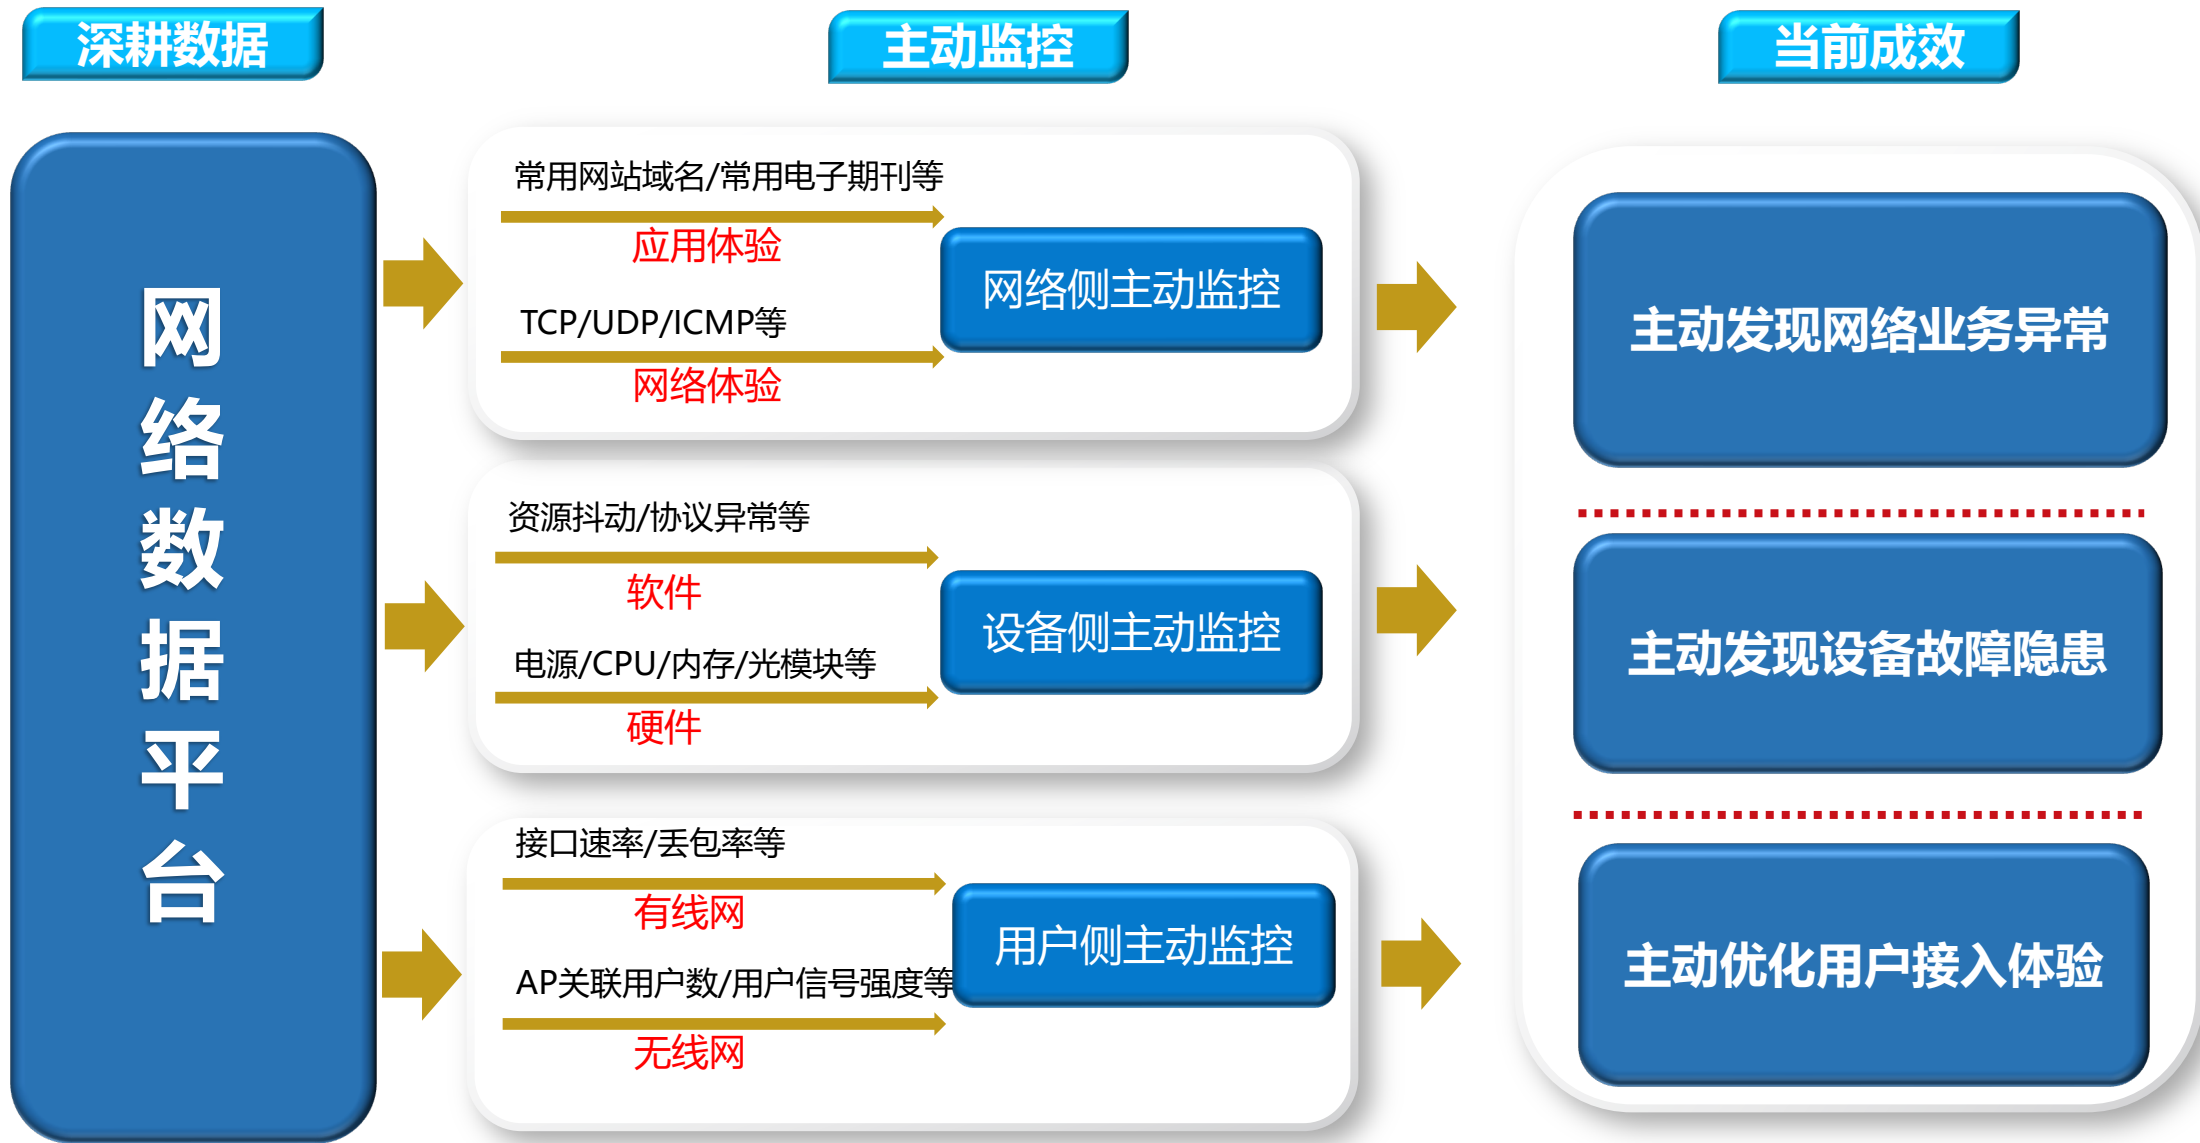 深耕数据
主动监控
当前成效
网络数据平台
常用网站域名/常用电子期刊等
应用体验
TCP/UDP/ICMP等
网络体验
网络侧主动监控
资源抖动/协议异常等
软件
电源/CPU/内存/光模块等
硬件
设备侧主动监控
接口速率/丢包率等
有线网
AP关联用户数/用户信号强度等
无线网
用户侧主动监控
主动发现网络业务异常
主动发现设备故障隐患
主动优化用户接入体验